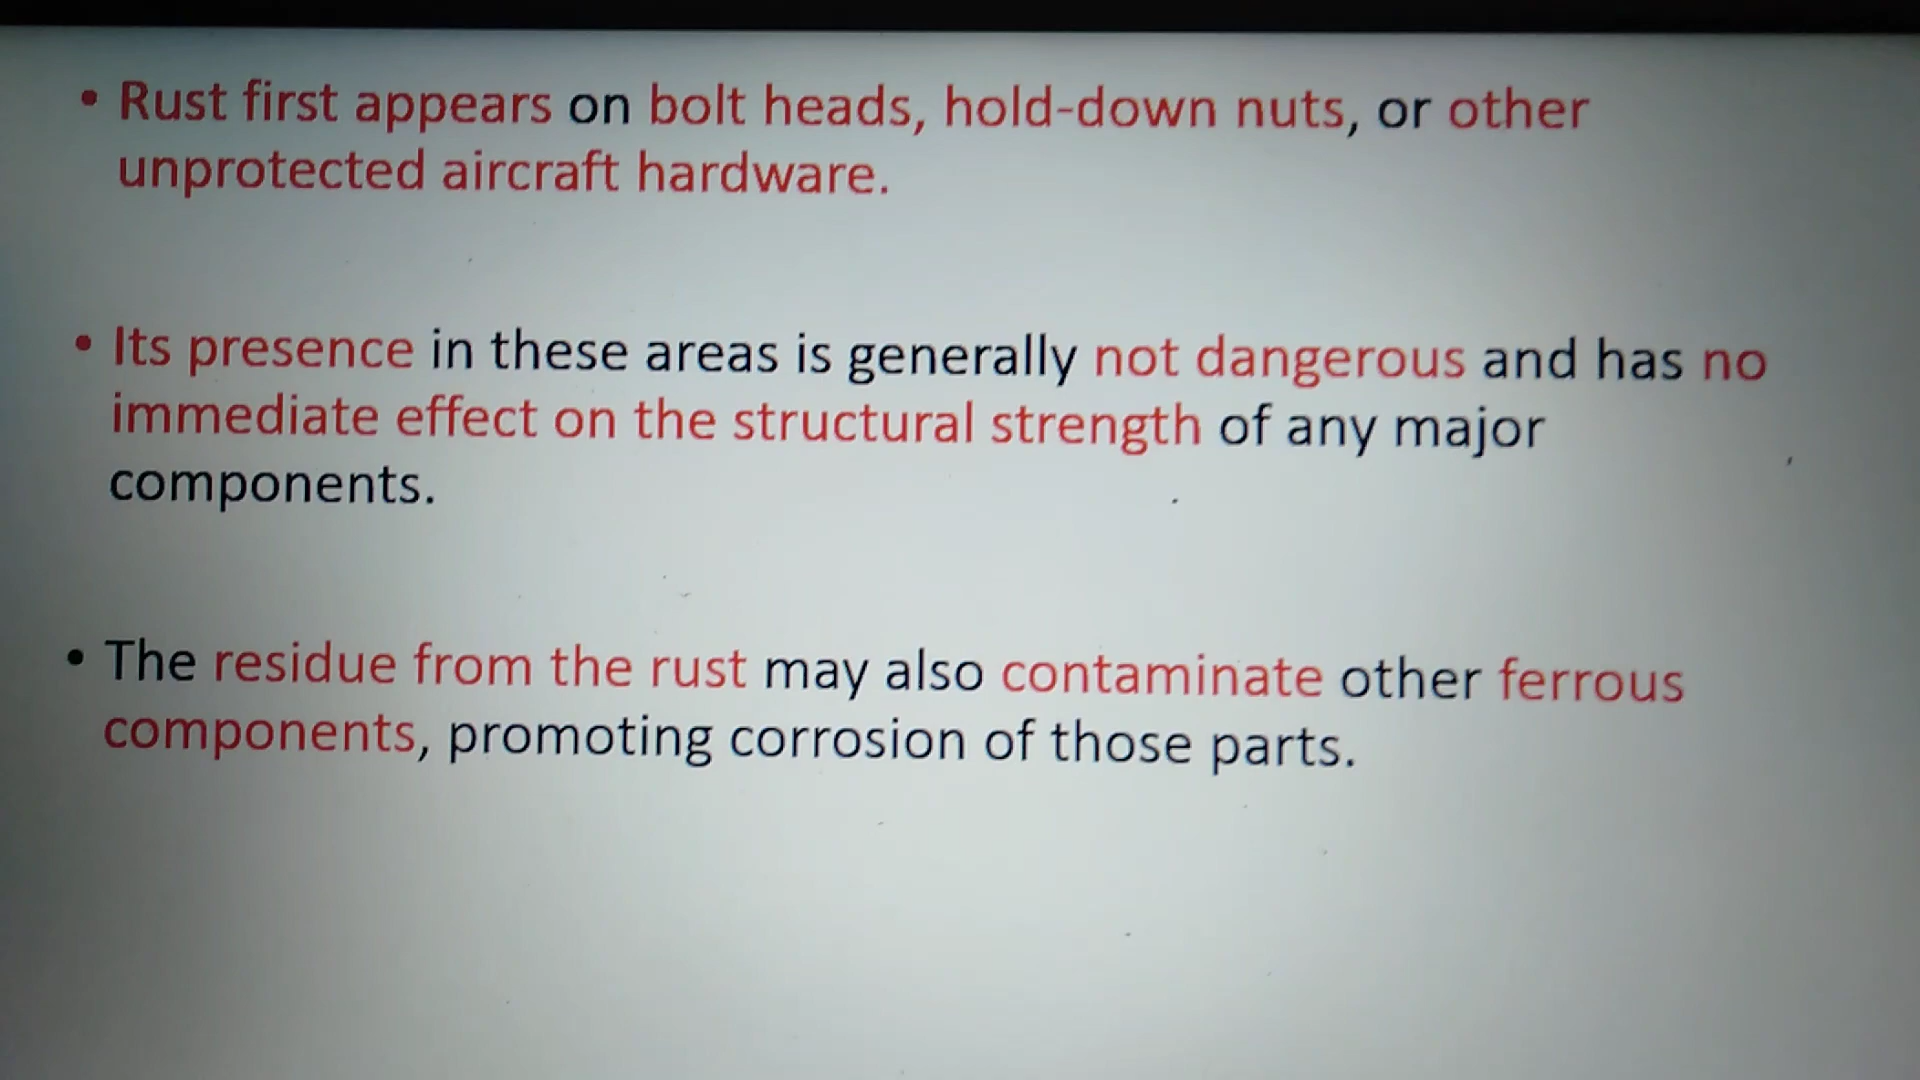 • Rust first appears on bolt heads, hold-down nuts, or other
unprotected aircraft hardware.
• Its presence in these areas is generally not dangerous and has no
immediate effect on the structural strength of any major
components.
• The residue from the rust may also contaminate other ferrous
components, promoting corrosion of those parts.